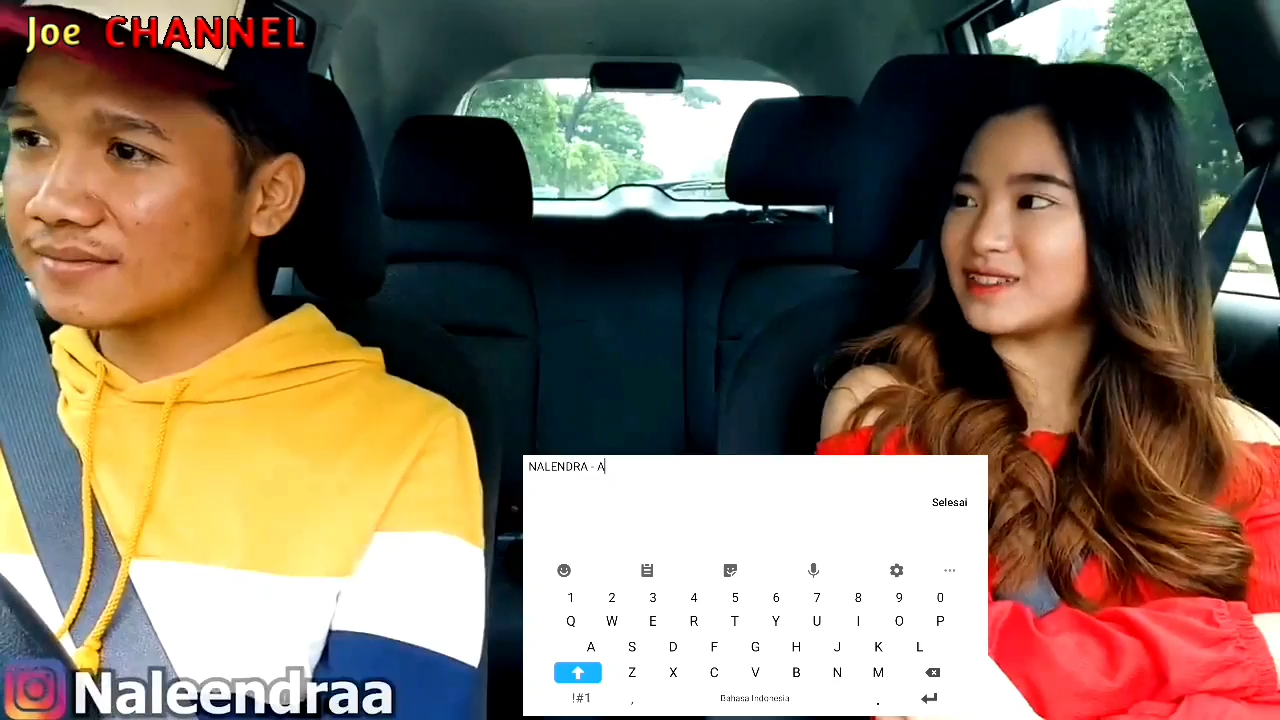 Joe CHANNEL
NALENDRA - A
Selesai
1 2 3 4 5 6 7 8 9 0
Q W E R T Y U I O P
A S D F G H J K L
Z X C V B N M
!#1 , Bahasa Indonesia .
Naleendraa